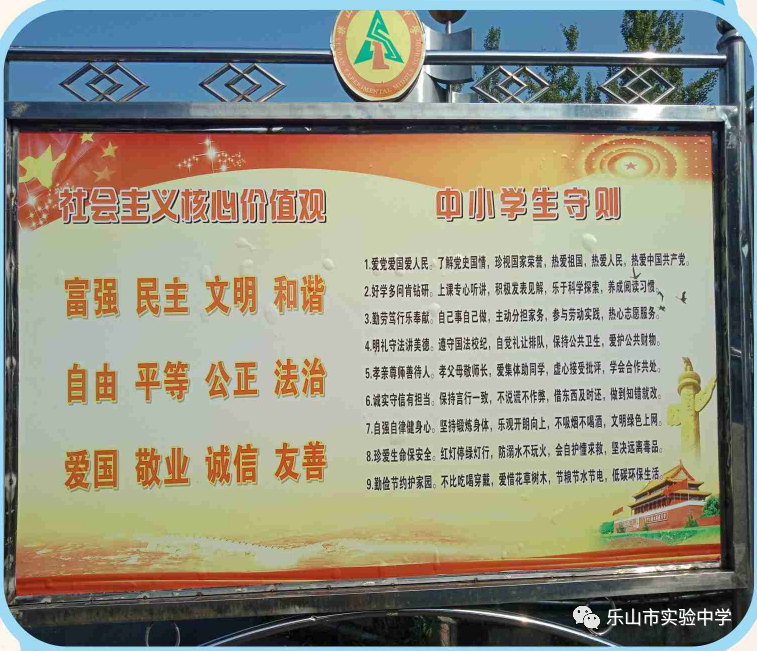 社会主义核心价值观
富强 民主 文明 和谐
自由 平等 公正 法治
爱国 敬业 诚信 友善
中小学生守则
1.爱党爱国爱人民。了解党史国情，珍视国家荣誉，热爱祖国，热爱人民，热爱中国共产党。
2.好学多问肯钻研。上课专心听讲，积极发表见解，乐于科学探索，养成阅读习惯。
3.勤劳笃行乐奉献。自己事自己做，主动分担家务，参与劳动实践，热心志愿服务。
4.明礼守法讲美德。遵守国法校纪，自觉礼让排队，保持公共卫生，爱护公共财物。
5.孝亲尊师善待人。孝父母敬师长，爱集体助同学，虚心接受批评，学会合作共处。
6.诚实守信有担当。保持言行一致，不说谎不作弊，借东西及时还，做到知错就改。
7.自强自律健身心。坚持锻炼身体，乐观开朗向上，不吸烟不喝酒，文明绿色上网。
8.珍爱生命保安全。红灯停绿灯行，防溺水不玩火，会自护懂求救，坚决远离毒品。
9.勤俭节约护家园。不比吃喝穿戴，爱惜花草树木，节粮节水节电，低碳环保生活。
乐山市实验中学